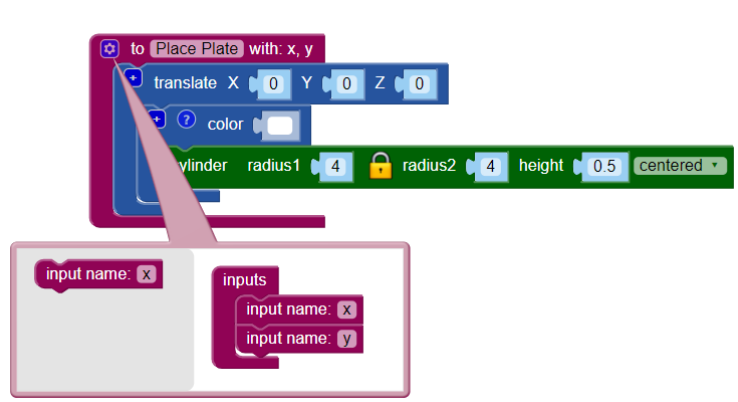 to Place Plate with: x, y
translate X 0 Y 0 Z 0
? color
ylinder radius1 4 radius2 4 height 0.5 centered
input name: x
inputs
input name: x
input name: y